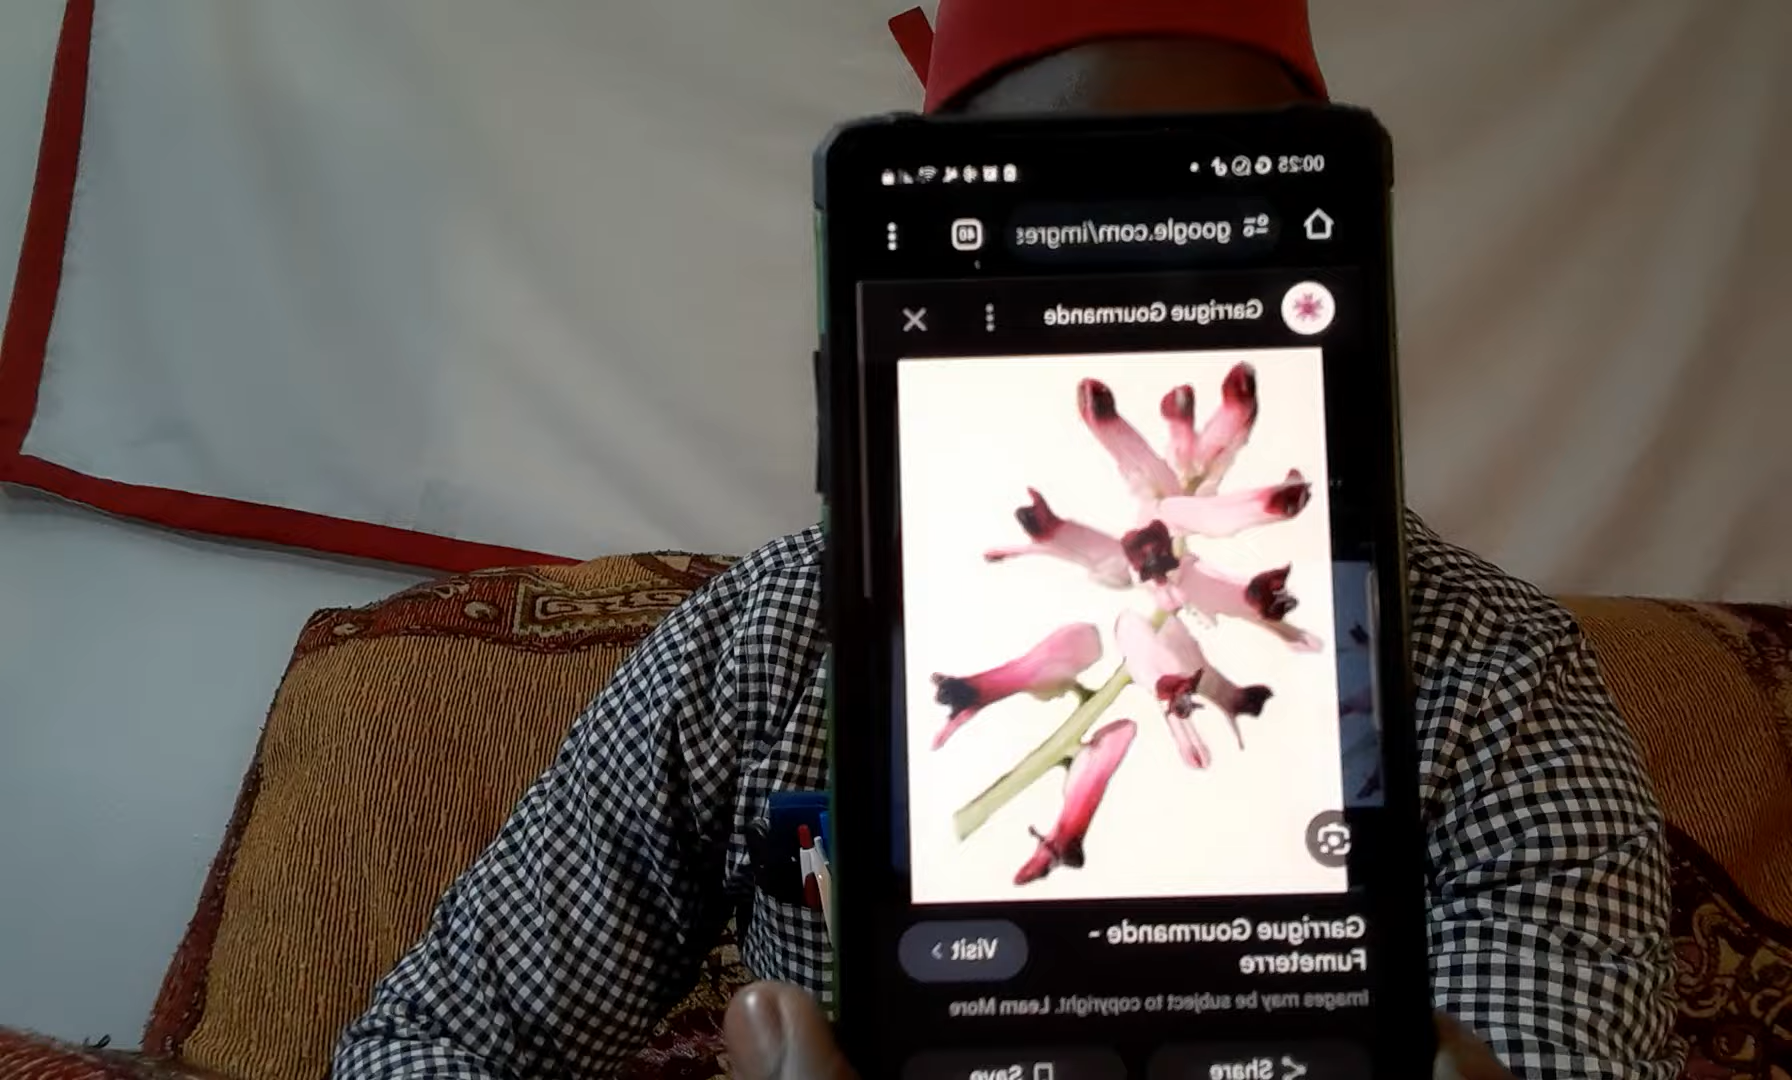 00:25
40
google.com/imgres
Garrigue Gourmande
Garrigue Gourmande -
Fumeterre
Visit >
Images may be subject to copyright. Learn More
Share
Save